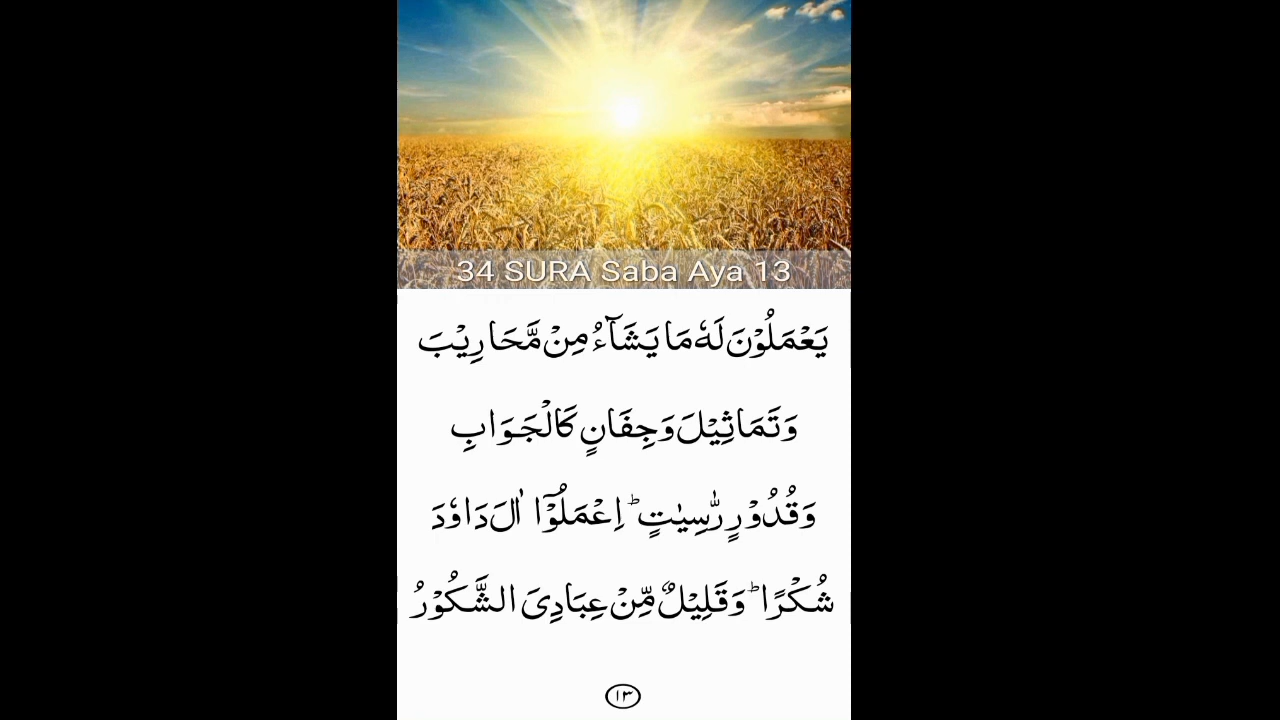 34 SURA Saba Aya 13
يَعْمَلُوْنَ لَهٗ مَا يَشَآءُ مِنْ مَّحَارِيْبَ
وَتَمَاثِيْلَ وَجِفَانٍ كَالْجَوَابِ
وَقُدُوْرٍ رّٰسِيٰتٍ ؕ اِعْمَلُوْۤا اٰلَ دَاوٗدَ
شُكْرًا ؕ وَقَلِيْلٌ مِّنْ عِبَادِىَ الشَّكُوْرُ
١٣